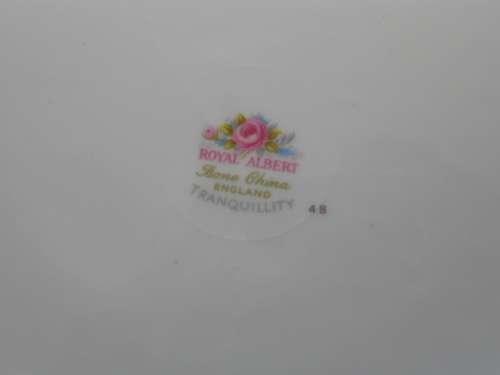 ROYAL ALBERT
Bone China
ENGLAND
TRANQUILLITY
48